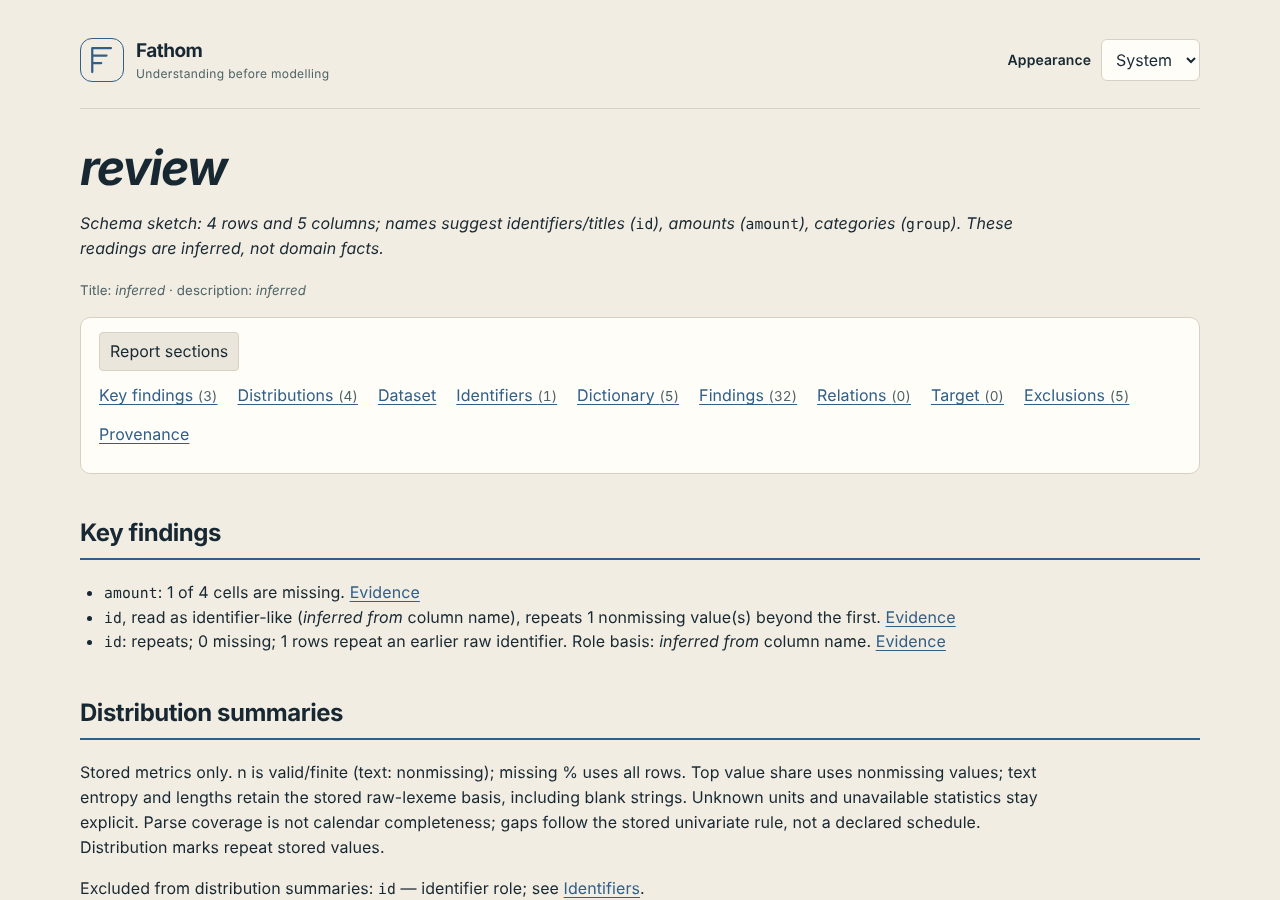 Fathom
Understanding before modelling
Appearance
System
review
Schema sketch: 4 rows and 5 columns; names suggest identifiers/titles (id), amounts (amount), categories (group). These
readings are inferred, not domain facts.
Title: inferred · description: inferred
Report sections
Key findings (3) Distributions (4) Dataset Identifiers (1) Dictionary (5) Findings (32) Relations (0) Target (0) Exclusions (5)
Provenance
Key findings
amount: 1 of 4 cells are missing. Evidence
id, read as identifier-like (inferred from column name), repeats 1 nonmissing value(s) beyond the first. Evidence
id: repeats; 0 missing; 1 rows repeat an earlier raw identifier. Role basis: inferred from column name. Evidence
Distribution summaries
Stored metrics only. n is valid/finite (text: nonmissing); missing % uses all rows. Top value share uses nonmissing values; text
entropy and lengths retain the stored raw-lexeme basis, including blank strings. Unknown units and unavailable statistics stay
explicit. Parse coverage is not calendar completeness; gaps follow the stored univariate rule, not a declared schedule.
Distribution marks repeat stored values.
Excluded from distribution summaries: id — identifier role; see Identifiers.